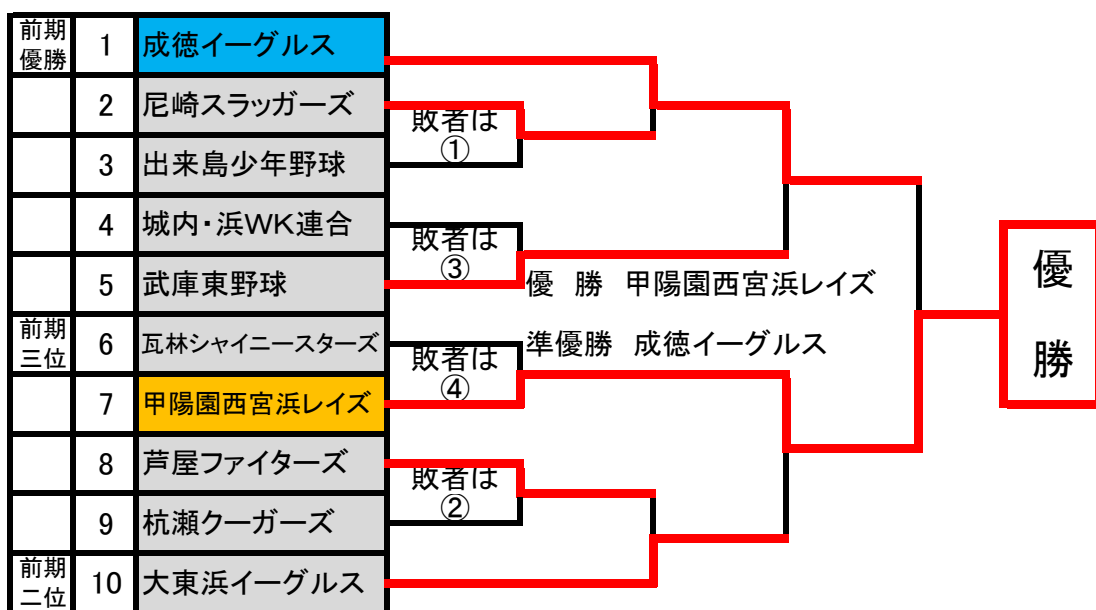 前期
優勝
1
成徳イーグルス
2
尼崎スラッガーズ
3
出来島少年野球
敗者は
①
4
城内・浜WK連合
5
武庫東野球
敗者は
③
優 勝 甲陽園西宮浜レイズ
準優勝 成徳イーグルス
前期
三位
6
瓦林シャイニースターズ
7
甲陽園西宮浜レイズ
敗者は
④
8
芦屋ファイターズ
9
杭瀬クーガーズ
敗者は
②
前期
二位
10
大東浜イーグルス
優
勝